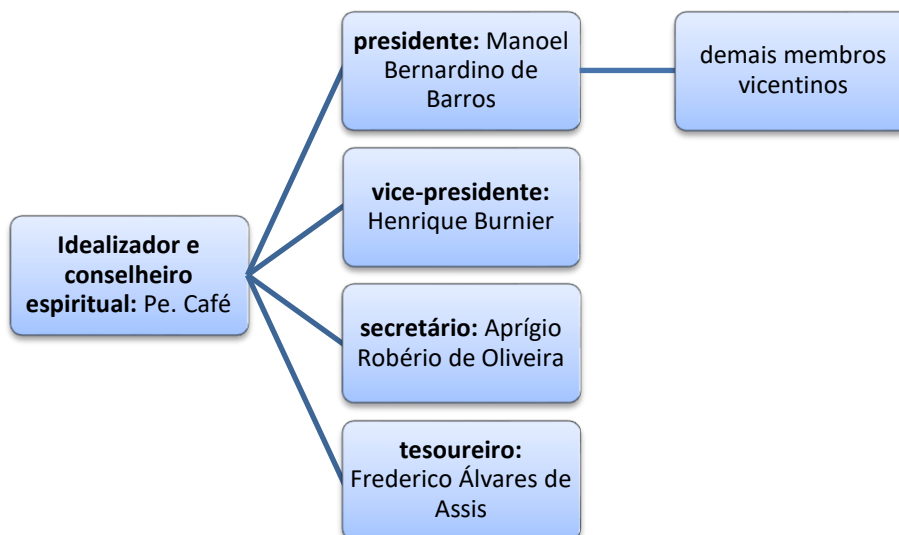 Idealizador e
conselheiro
espiritual: Pe. Café
presidente: Manoel
Bernardino de
Barros
demais membros
vicentinos
vice-presidente:
Henrique Burnier
secretário: Aprígio
Robério de Oliveira
tesoureiro:
Frederico Álvares de
Assis